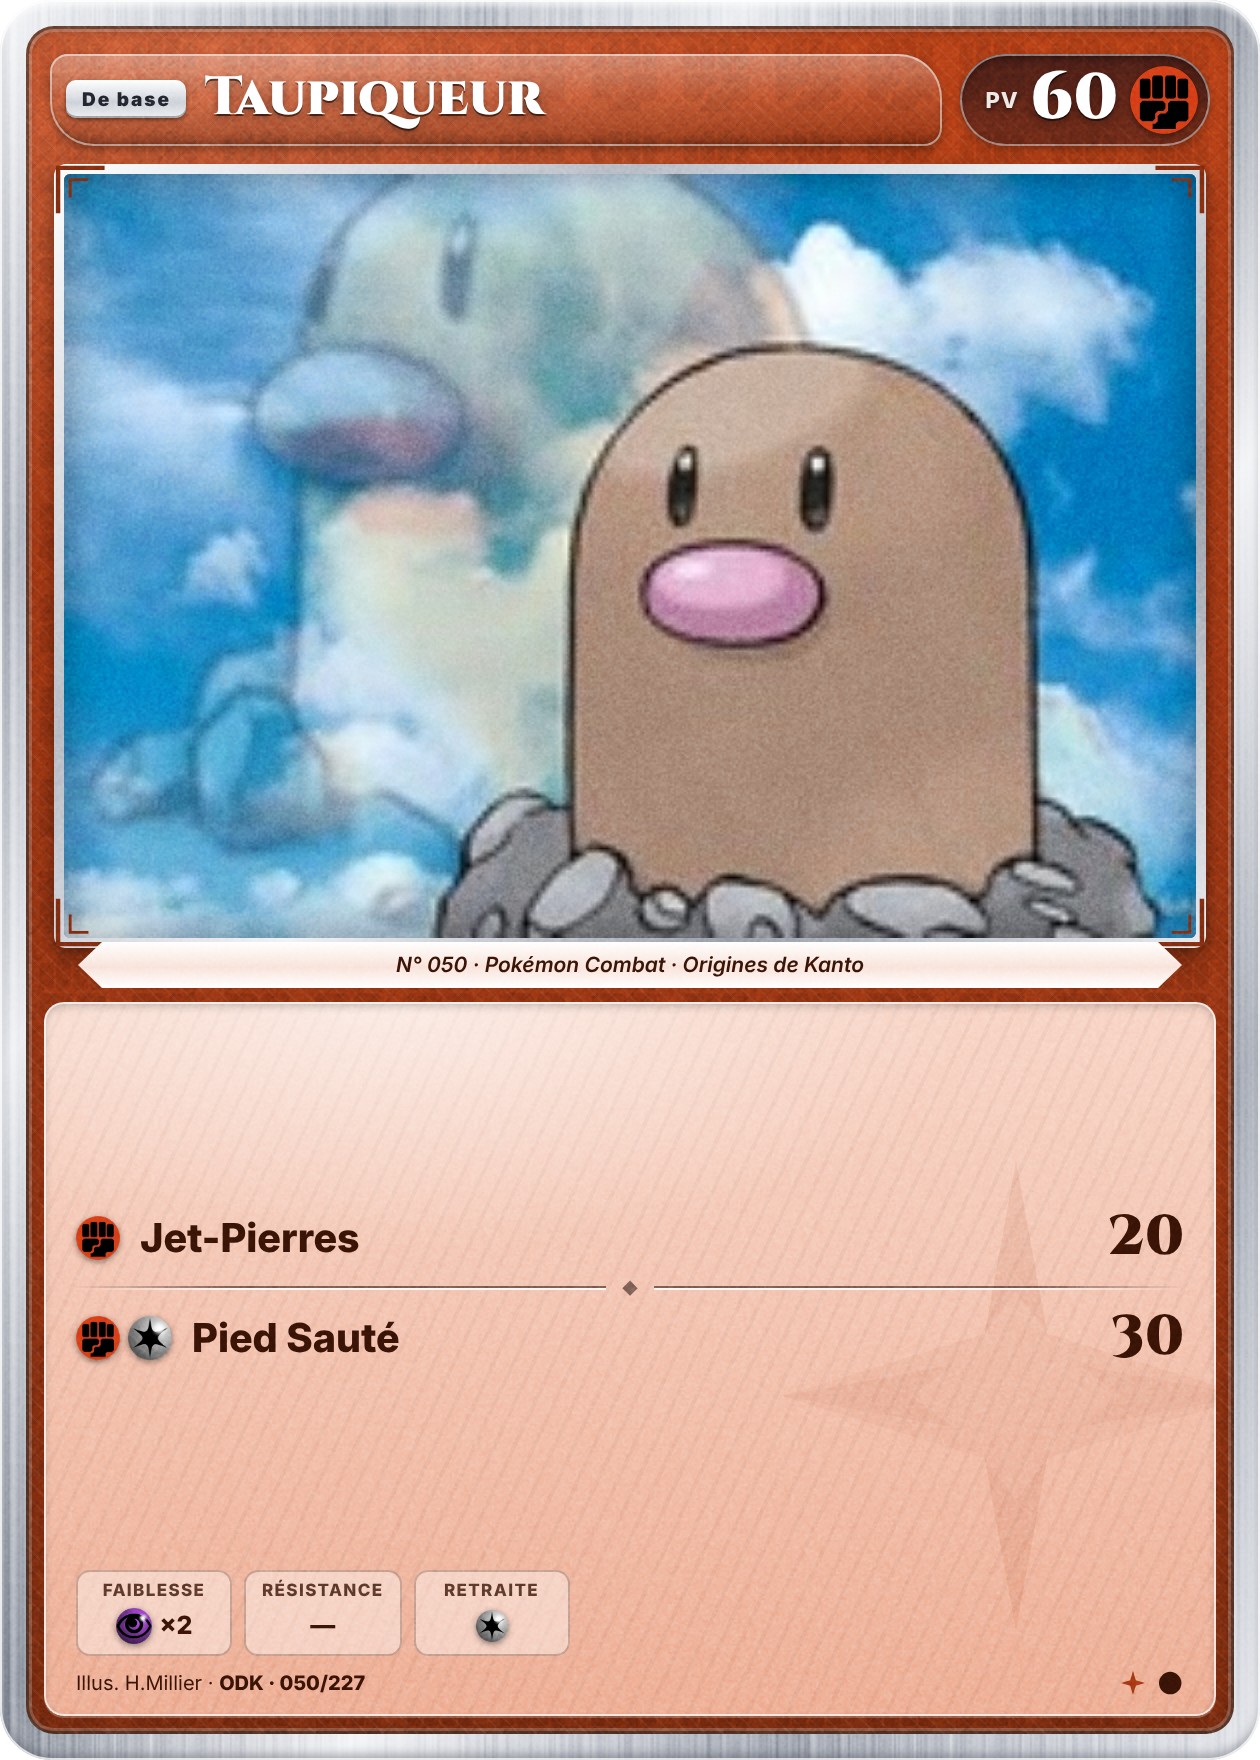 De base TAUPIQUEUR PV 60
N° 050 · Pokémon Combat · Origines de Kanto
Jet-Pierres 20
Pied Sauté 30
FAIBLESSE RÉSISTANCE RETRAITE
×2 —
Illus. H.Millier · ODK · 050/227